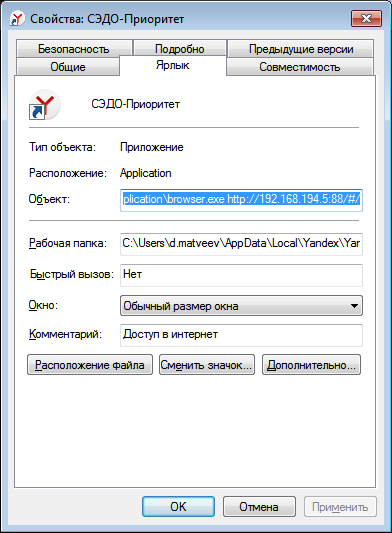 Свойства: СЭДО-Приоритет
Безопасность Подробно Предыдущие версии
Общие Ярлык Совместимость
СЭДО-Приоритет
Тип объекта: Приложение
Расположение: Application
Объект: plication\browser.exe http://192.168.194.5:88/#/
Рабочая папка: C:\Users\d.matveev\AppData\Local\Yandex\Yar
Быстрый вызов: Нет
Окно: Обычный размер окна
Комментарий: Доступ в интернет
Расположение файла Сменить значок... Дополнительно...
OK Отмена Применить